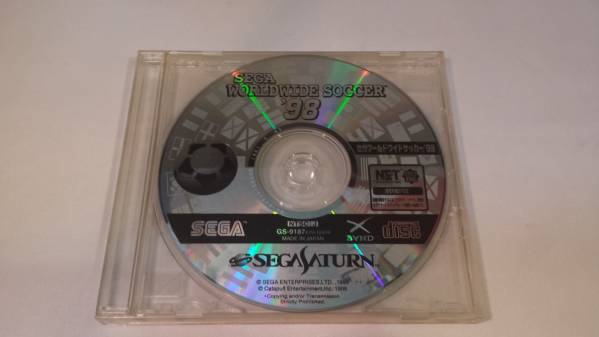 SEGA
WORLDWIDE SOCCER
'98
セガワールドワイドサッカー'98
NET
SEGA™
NTSC J
GS-9187
MADE IN JAPAN
SEGA SATURN
© SEGA ENTERPRISES, LTD.,
© Catapult Entertainment, Inc.
•Copying and/or Transmission
Strictly Prohibited.